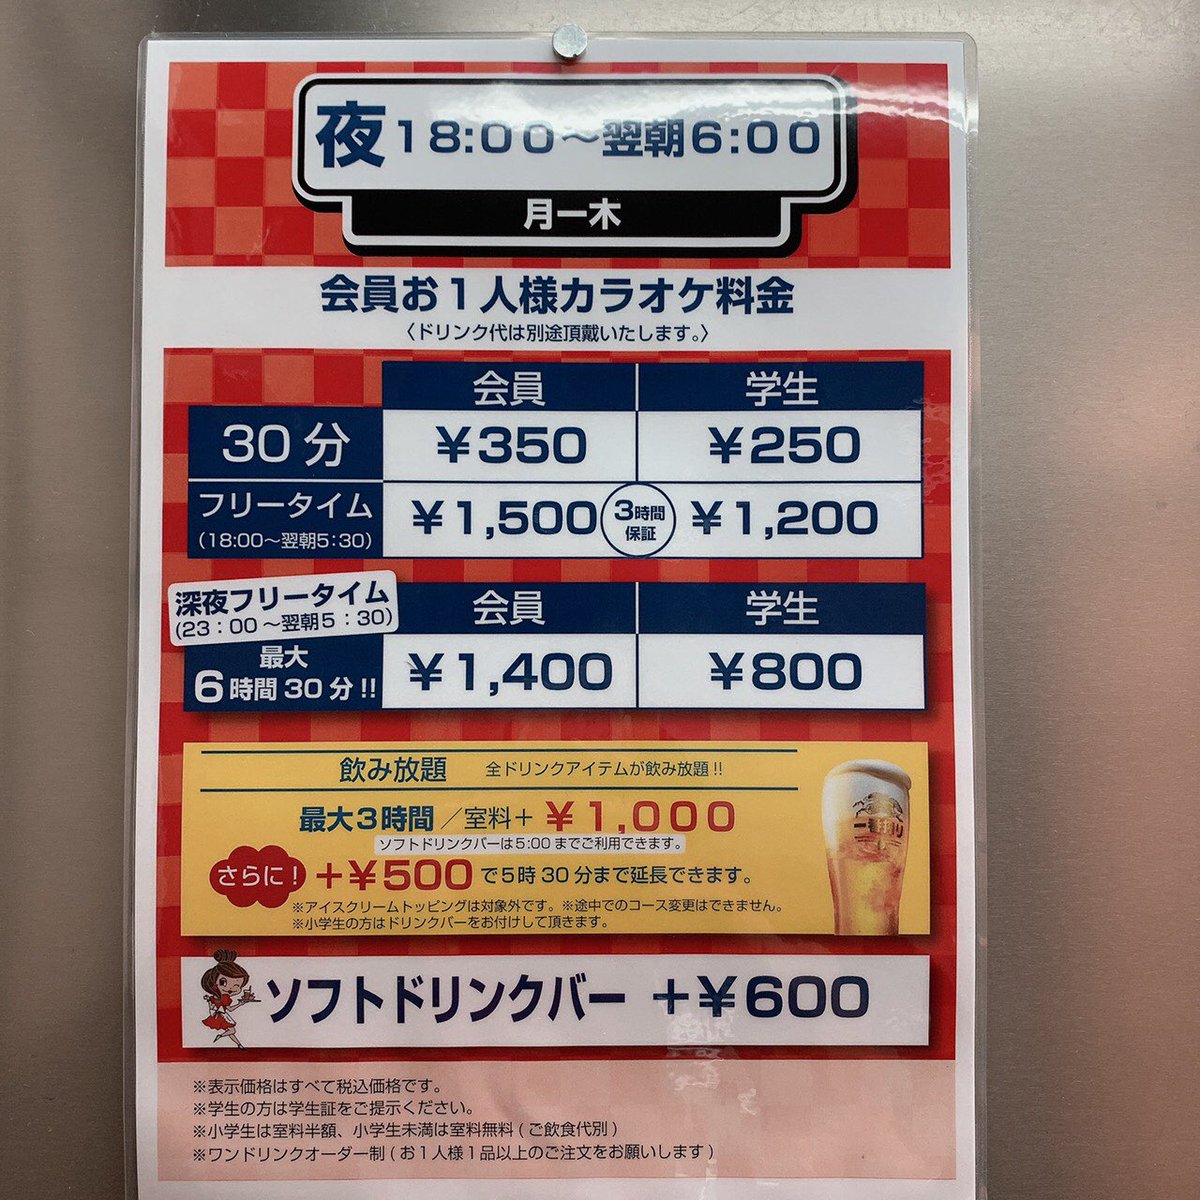 夜18:00～翌朝6:00
月ー木
会員お1人様カラオケ料金
〈ドリンク代は別途頂戴いたします。〉
会員 学生
30分 ¥350 ¥250
フリータイム
(18:00～翌朝5:30)
¥1,500 3時間保証 ¥1,200
深夜フリータイム
(23:00～翌朝5:30)
会員 学生
最大
6時間30分!!
¥1,400 ¥800
飲み放題 全ドリンクアイテムが飲み放題!!
最大3時間/室料+ ¥1,000
ソフトドリンクバーは5:00までご利用できます。
さらに! +¥500で5時30分まで延長できます。
※アイスクリームトッピングは対象外です。※途中でのコース変更はできません。
※小学生の方はドリンクバーをお付けして頂きます。
一番搾り
ソフトドリンクバー +¥600
※表示価格はすべて税込価格です。
※学生の方は学生証をご提示ください。
※小学生は室料半額、小学生未満は室料無料(ご飲食代別)
※ワンドリンクオーダー制(お1人様1品以上のご注文をお願いします)